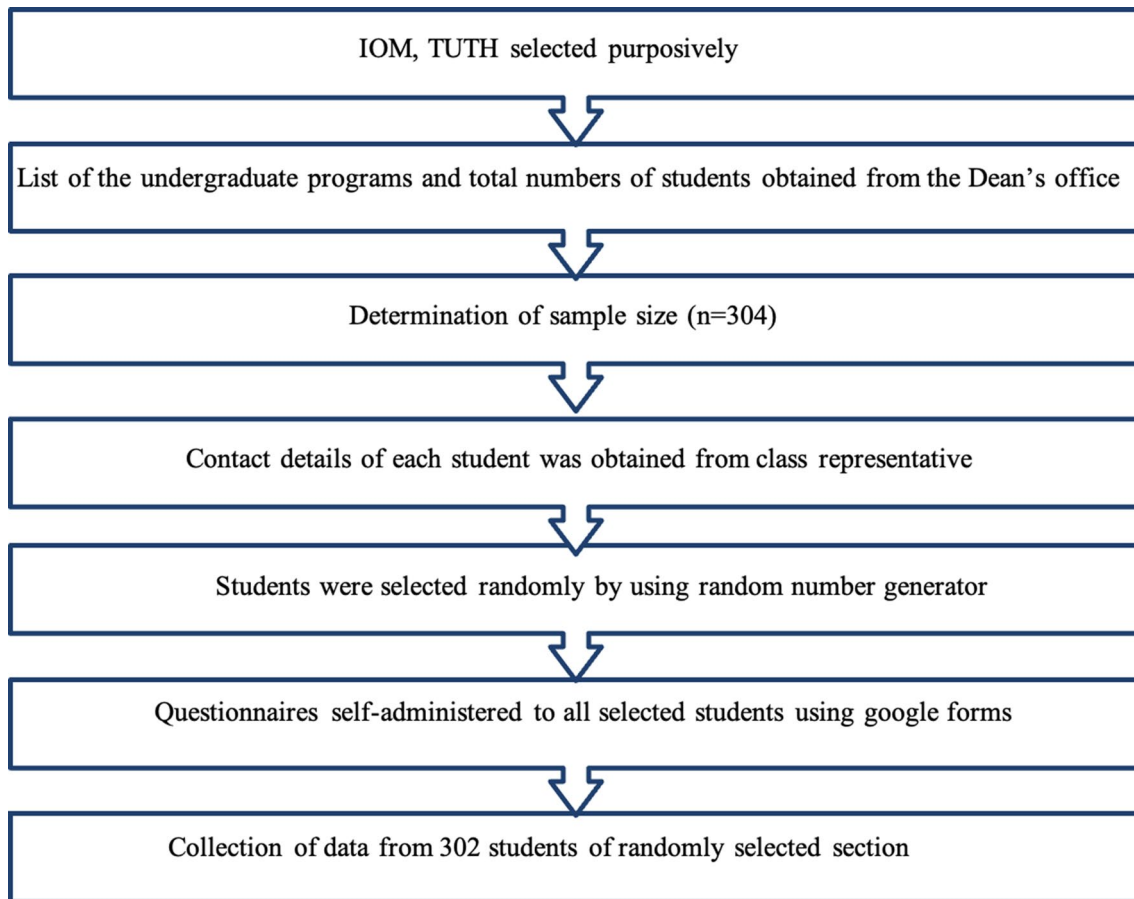 IOM, TUTH selected purposively
List of the undergraduate programs and total numbers of students obtained from the Dean’s office
Determination of sample size (n=304)
Contact details of each student was obtained from class representative
Students were selected randomly by using random number generator
Questionnaires self-administered to all selected students using google forms
Collection of data from 302 students of randomly selected section